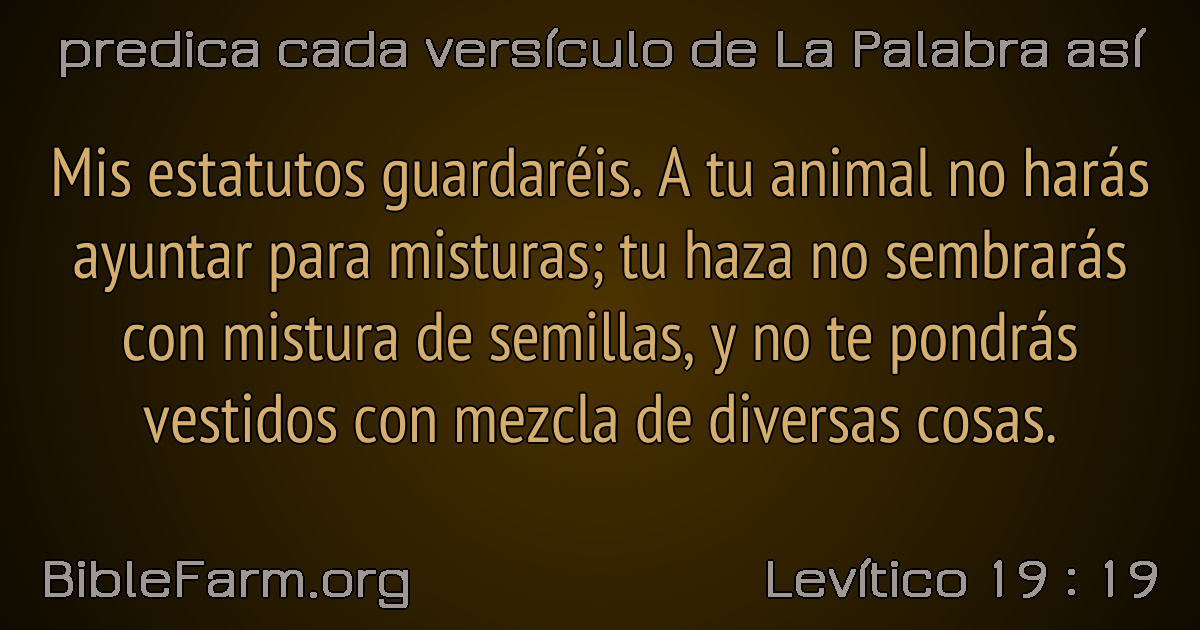 predica cada versículo de La Palabra así
Mis estatutos guardaréis. A tu animal no harás
ayuntar para misturas; tu haza no sembrarás
con mistura de semillas, y no te pondrás
vestidos con mezcla de diversas cosas.
BibleFarm.org
Levítico 19 : 19